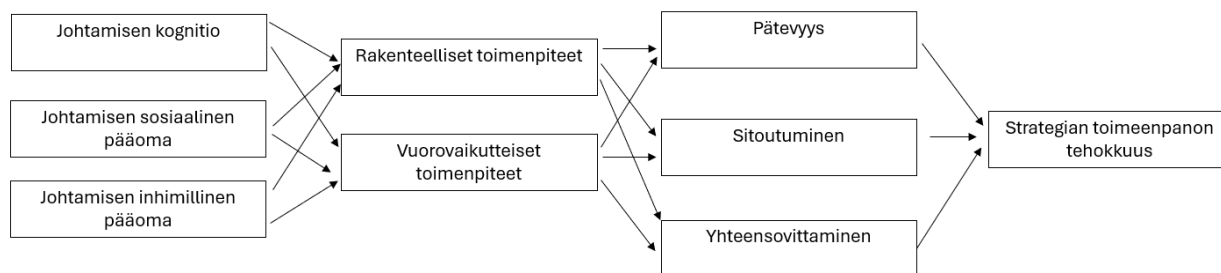 Johtamisen kognitio
Johtamisen sosiaalinen
pääoma
Johtamisen inhimillinen
pääoma
Rakenteelliset toimenpiteet
Vuorovaikutteiset
toimenpiteet
Pätevyys
Sitoutuminen
Yhteensovittaminen
Strategian toimeenpanon
tehokkuus